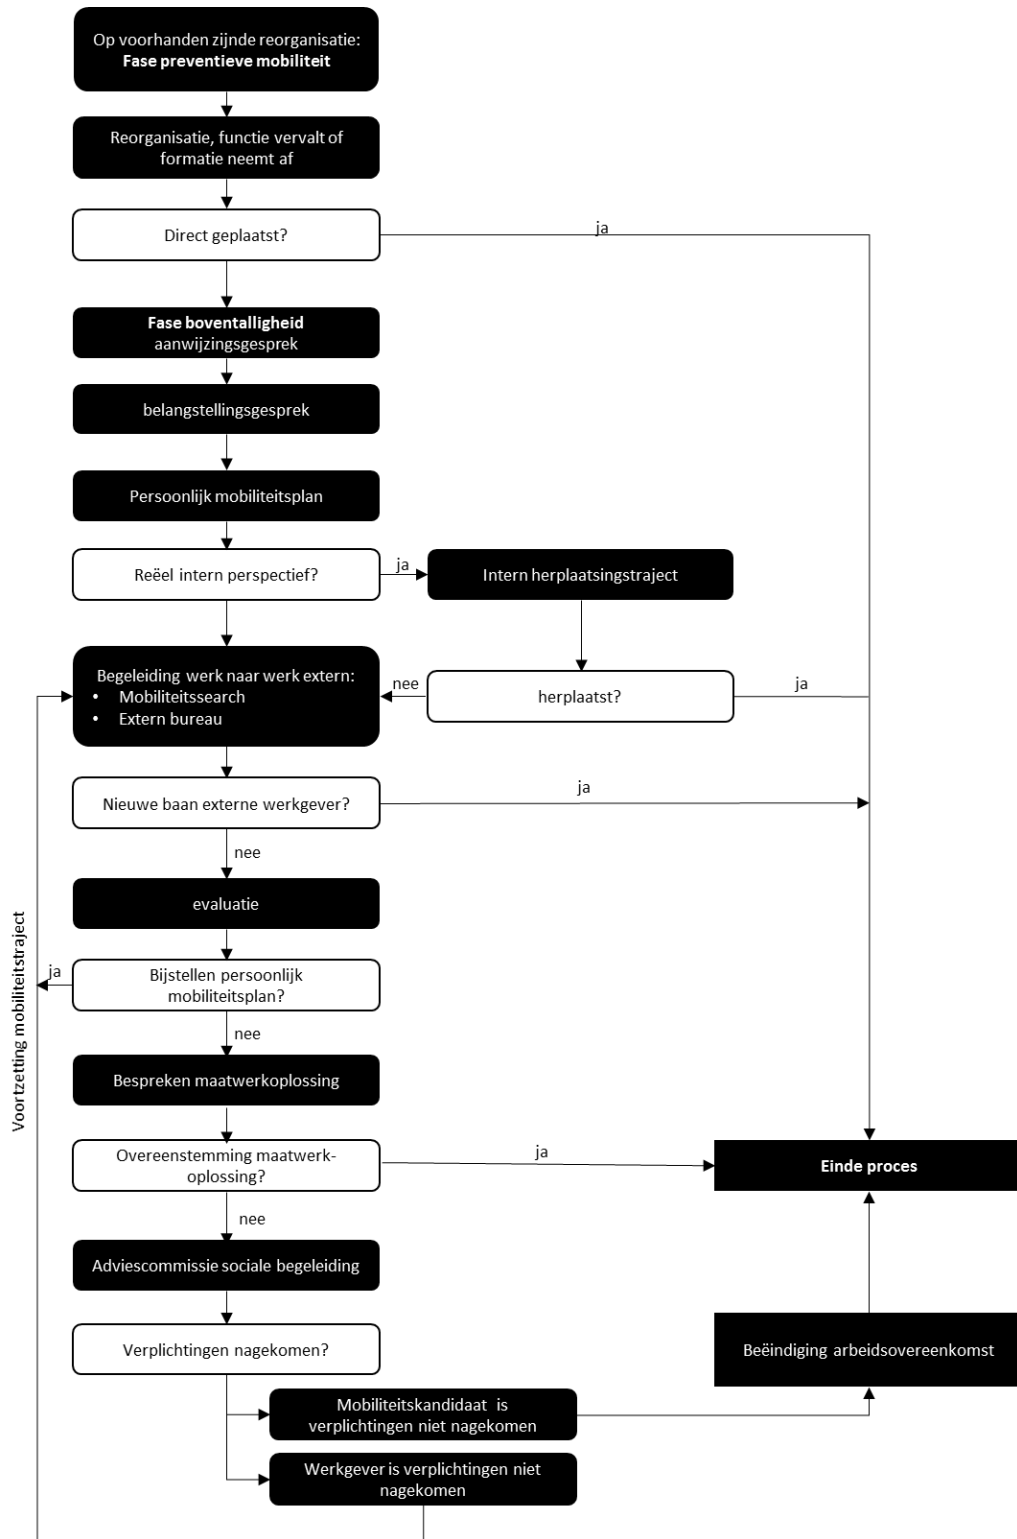 Op voorhanden zijnde reorganisatie:
Fase preventieve mobiliteit
Reorganisatie, functie vervalt of
formatie neemt af
Direct geplaatst?
ja
Fase boventalligheid
aanwijzingsgesprek
belangstellingsgesprek
Persoonlijk mobiliteitsplan
Reëel intern perspectief?
ja
Intern herplaatsingstraject
Begeleiding werk naar werk extern:
• Mobiliteitssearch
• Extern bureau
nee
herplaatst?
ja
Nieuwe baan externe werkgever?
ja
nee
evaluatie
Voortzetting mobiliteitstraject
ja
Bijstellen persoonlijk
mobiliteitsplan?
nee
Bespreken maatwerkoplossing
Overeenstemming maatwerk-
oplossing?
ja
Einde proces
nee
Adviescommissie sociale begeleiding
Verplichtingen nagekomen?
Beëindiging arbeidsovereenkomst
Mobiliteitskandidaat is
verplichtingen niet nagekomen
Werkgever is verplichtingen niet
nagekomen